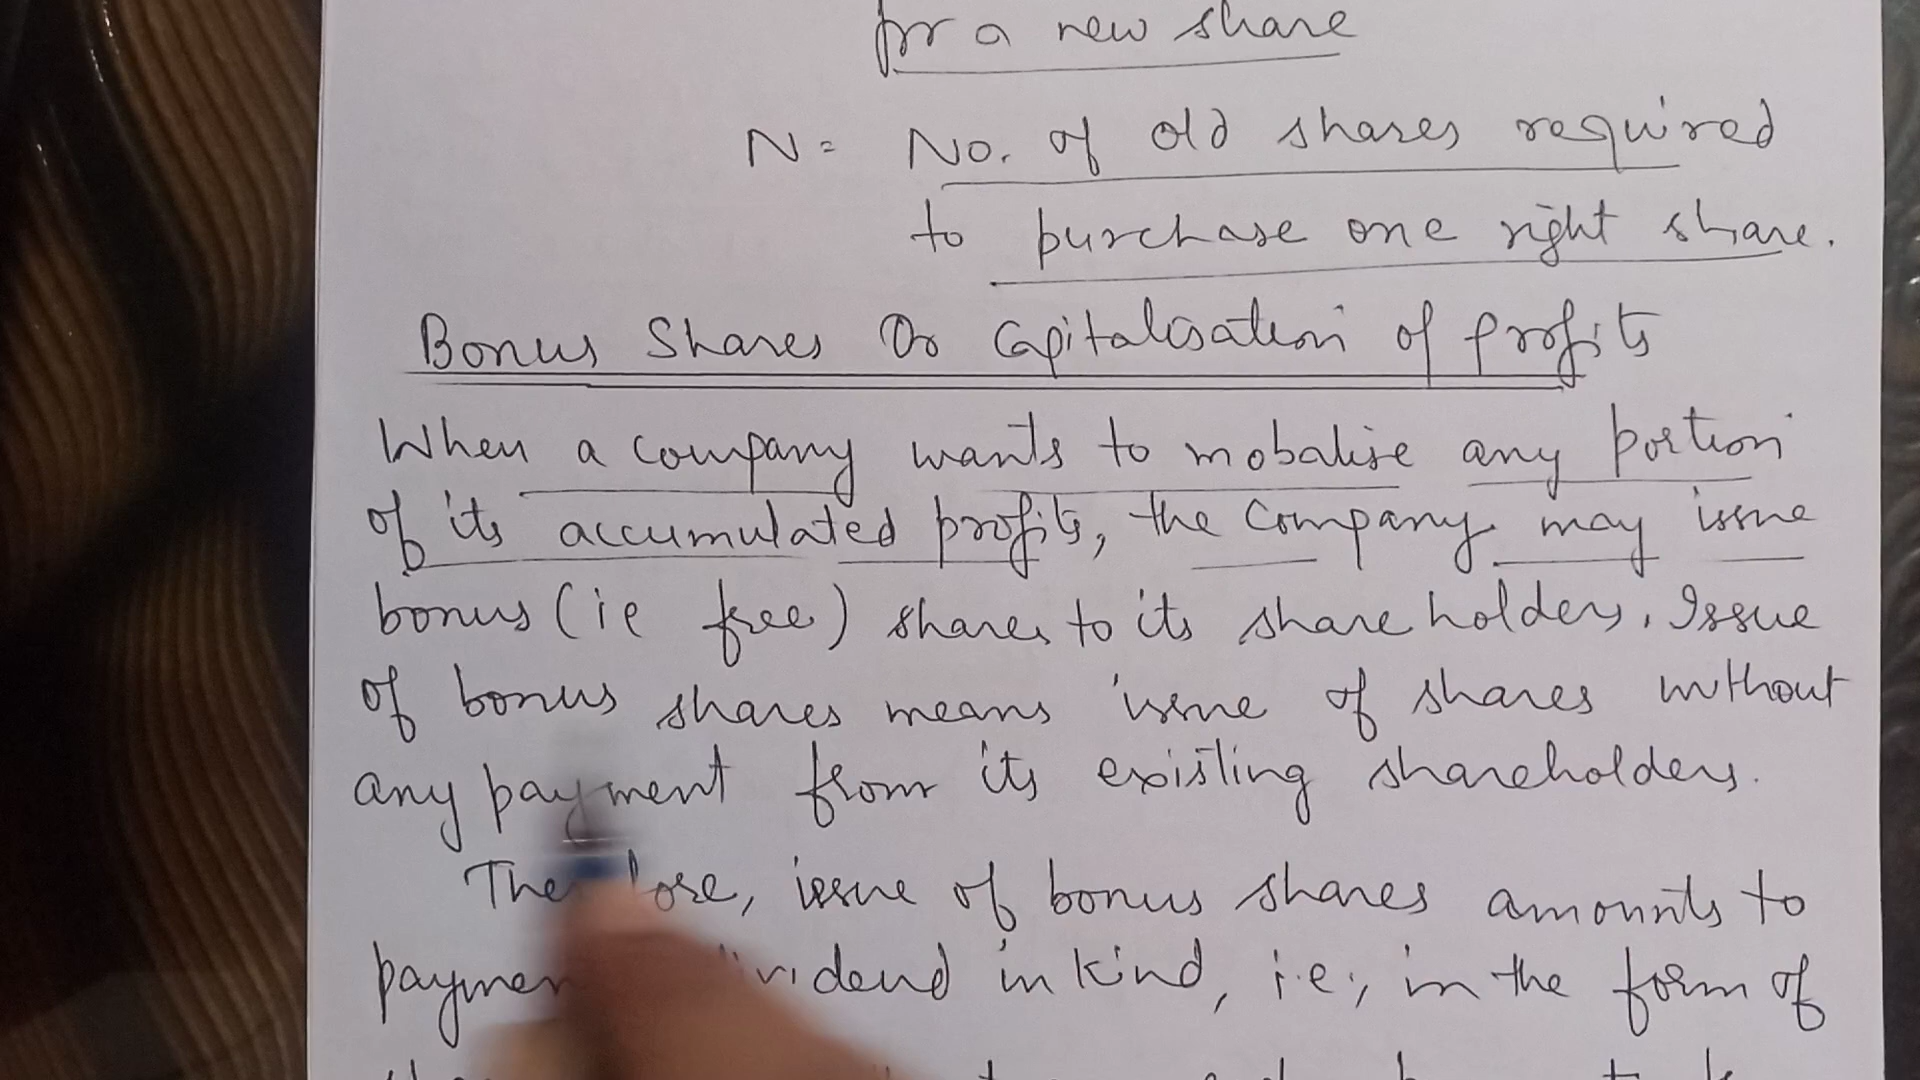 for a new share
N = No. of old shares required
to purchase one right share.
Bonus Shares Or Capitalisation of profits
When a company wants to mobalise any portion
of its accumulated profits, the company may issue
bonus (ie free) shares to its shareholders. Issue
of bonus shares means issue of shares without
any payment from its existing shareholders.
Therefore, issue of bonus shares amounts to
in kind, i.e., in the form of